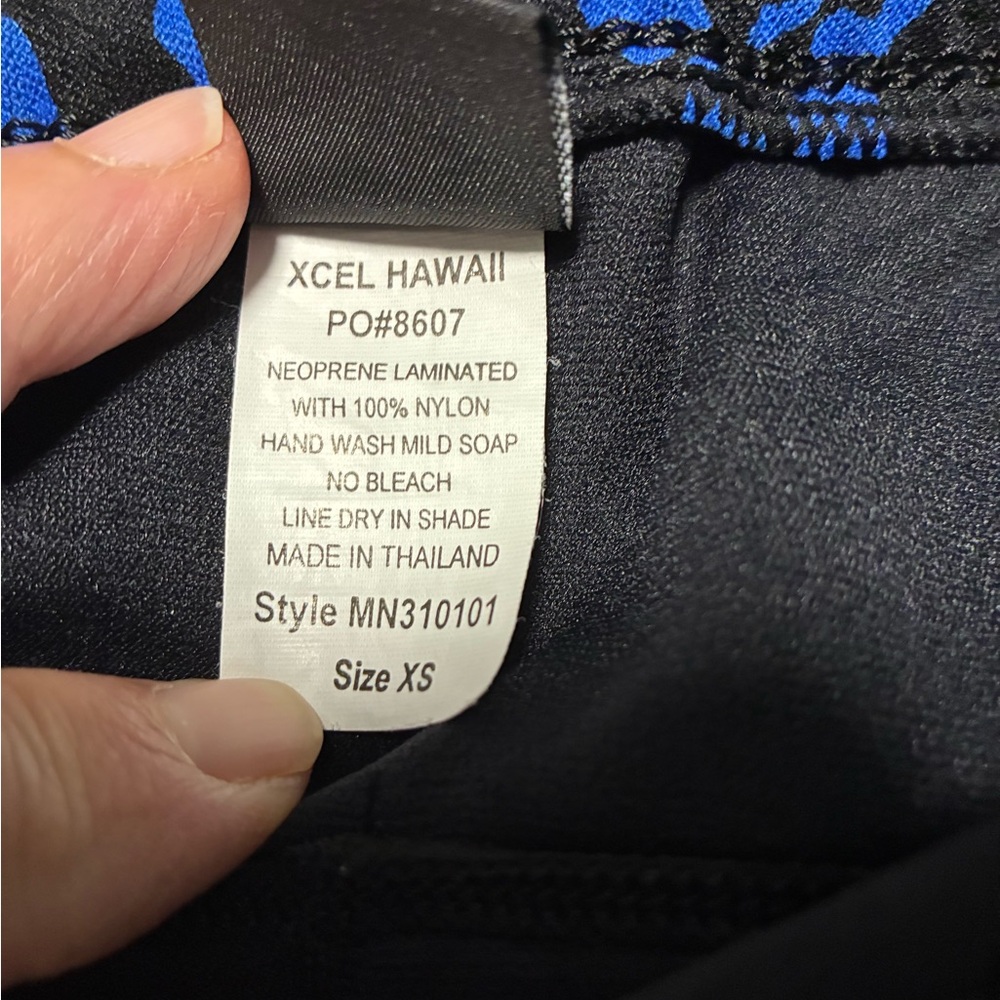 XCEL HAWAII
PO#8607
NEOPRENE LAMINATED
WITH 100% NYLON
HAND WASH MILD SOAP
NO BLEACH
LINE DRY IN SHADE
MADE IN THAILAND
Style MN310101
Size XS